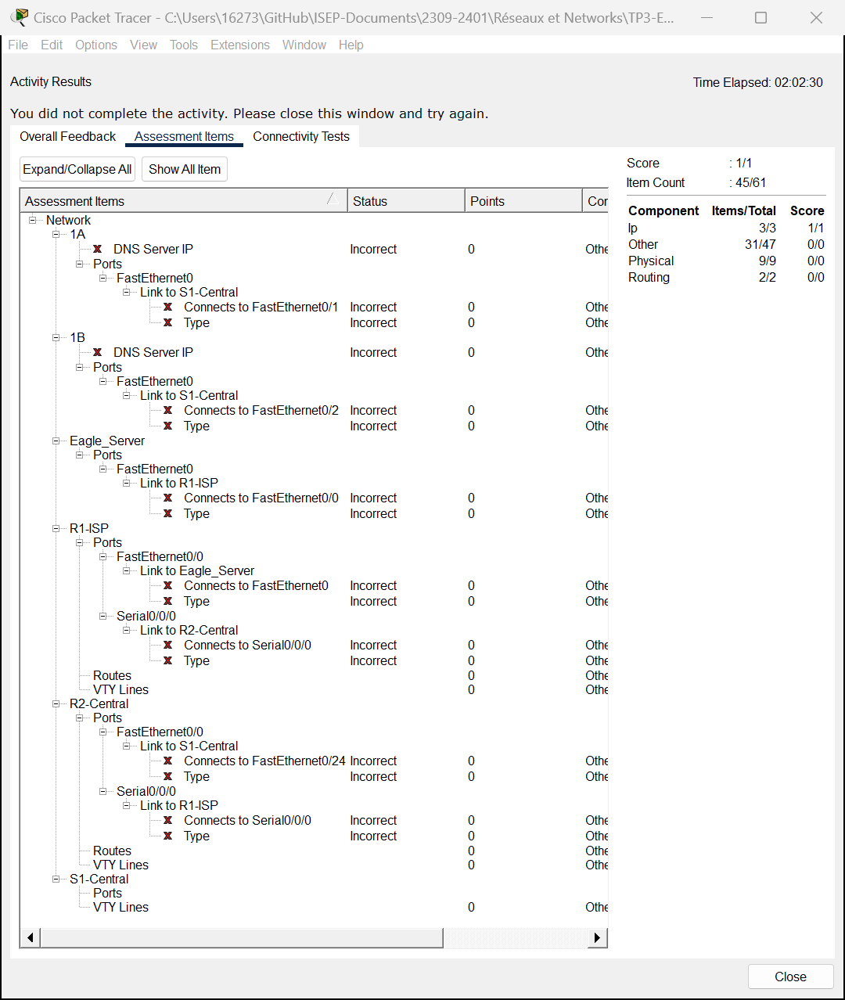 Cisco Packet Tracer - C:\Users\16273\GitHub\ISEP-Documents\2309-2401\Réseaux et Networks\TP3-E...
File Edit Options View Tools Extensions Window Help
Activity Results
Time Elapsed: 02:02:30
You did not complete the activity. Please close this window and try again.
Overall Feedback Assessment Items Connectivity Tests
Expand/Collapse All Show All Item
Score : 1/1
Item Count : 45/61
Component Items/Total Score
Ip 3/3 1/1
Other 31/47 0/0
Physical 9/9 0/0
Routing 2/2 0/0
Assessment Items Status Points Cor
Network
1A
DNS Server IP Incorrect 0 Othe
Ports
FastEthernet0
Link to S1-Central
Connects to FastEthernet0/1 Incorrect 0 Othe
Type Incorrect 0 Othe
1B
DNS Server IP Incorrect 0 Othe
Ports
FastEthernet0
Link to S1-Central
Connects to FastEthernet0/2 Incorrect 0 Othe
Type Incorrect 0 Othe
Eagle_Server
Ports
FastEthernet0
Link to R1-ISP
Connects to FastEthernet0/0 Incorrect 0 Othe
Type Incorrect 0 Othe
R1-ISP
Ports
FastEthernet0/0
Link to Eagle_Server
Connects to FastEthernet0 Incorrect 0 Othe
Type Incorrect 0 Othe
Serial0/0/0
Link to R2-Central
Connects to Serial0/0/0 Incorrect 0 Othe
Type Incorrect 0 Othe
Routes 0 Othe
VTY Lines 0 Othe
R2-Central
Ports
FastEthernet0/0
Link to S1-Central
Connects to FastEthernet0/24 Incorrect 0 Othe
Type Incorrect 0 Othe
Serial0/0/0
Link to R1-ISP
Connects to Serial0/0/0 Incorrect 0 Othe
Type Incorrect 0 Othe
Routes 0 Othe
VTY Lines 0 Othe
S1-Central
Ports
VTY Lines 0 Othe
Close